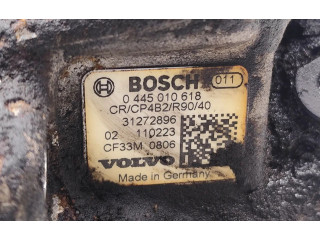 BOSCH 011
0 445 010 618
CR/CP4B2/R90/40
31272896
02 110223
CF33M 0806
VOLVO
Made in Germany